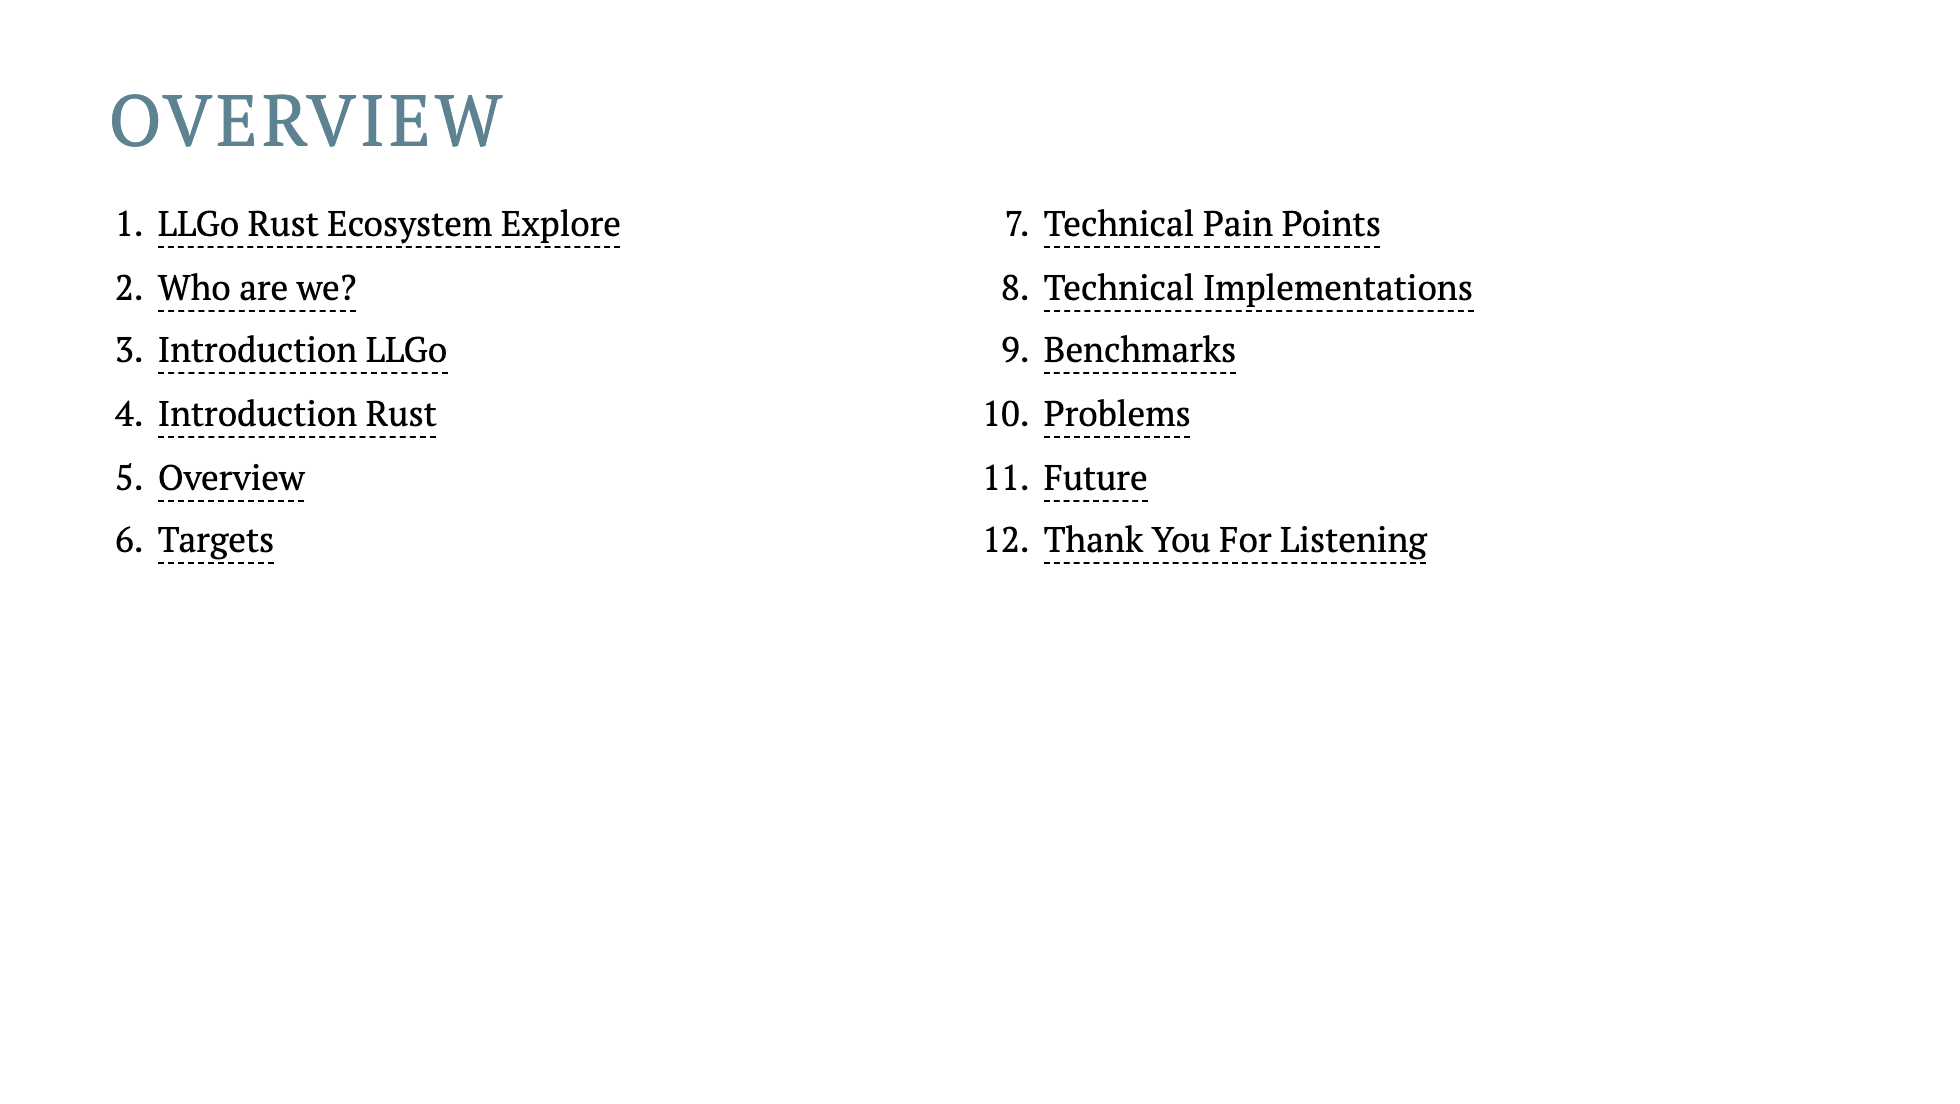 OVERVIEW
1. LLGo Rust Ecosystem Explore
2. Who are we?
3. Introduction LLGo
4. Introduction Rust
5. Overview
6. Targets
7. Technical Pain Points
8. Technical Implementations
9. Benchmarks
10. Problems
11. Future
12. Thank You For Listening